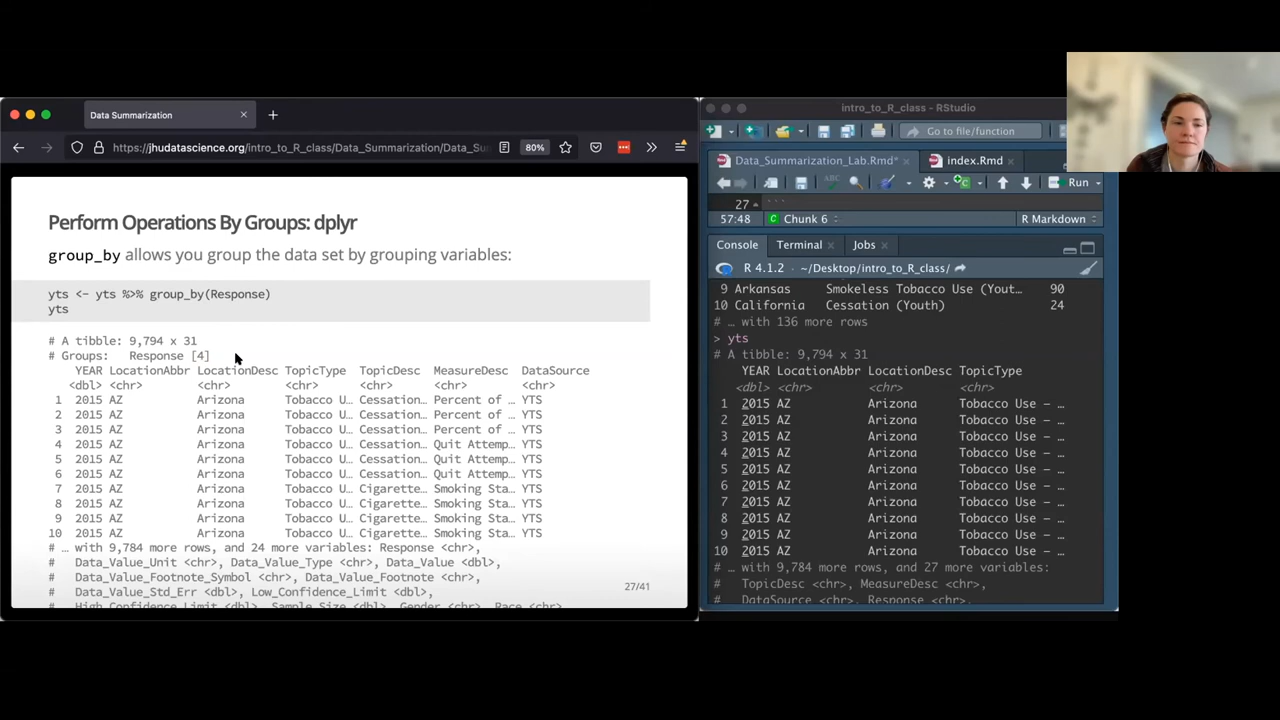 Data Summarization
https://jhudatascience.org/intro_to_R_class/Data_Summarization/Data_Su
80%
Perform Operations By Groups: dplyr
group_by allows you group the data set by grouping variables:
yts <- yts %>% group_by(Response)
yts
# A tibble: 9,794 x 31
# Groups: Response [4]
YEAR LocationAbbr LocationDesc TopicType TopicDesc MeasureDesc DataSource
<dbl> <chr> <chr> <chr> <chr> <chr> <chr>
1 2015 AZ Arizona Tobacco U… Cessation… Percent of … YTS
2 2015 AZ Arizona Tobacco U… Cessation… Percent of … YTS
3 2015 AZ Arizona Tobacco U… Cessation… Percent of … YTS
4 2015 AZ Arizona Tobacco U… Cessation… Quit Attemp… YTS
5 2015 AZ Arizona Tobacco U… Cessation… Quit Attemp… YTS
6 2015 AZ Arizona Tobacco U… Cessation… Quit Attemp… YTS
7 2015 AZ Arizona Tobacco U… Cigarette… Smoking Sta… YTS
8 2015 AZ Arizona Tobacco U… Cigarette… Smoking Sta… YTS
9 2015 AZ Arizona Tobacco U… Cigarette… Smoking Sta… YTS
10 2015 AZ Arizona Tobacco U… Cigarette… Smoking Sta… YTS
# … with 9,784 more rows, and 24 more variables: Response <chr>,
# Data_Value_Unit <chr>, Data_Value_Type <chr>, Data_Value <dbl>,
# Data_Value_Footnote_Symbol <chr>, Data_Value_Footnote <chr>,
# Data_Value_Std_Err <dbl>, Low_Confidence_Limit <dbl>,
# High_Confidence_Limit <dbl>, Sample_Size <dbl>, Gender <chr>, Race <chr>,
27/41
intro_to_R_class - RStudio
Go to file/function
Data_Summarization_Lab.Rmd*
index.Rmd
ABC
Run
27 ```
57:48 Chunk 6 R Markdown
Console Terminal Jobs
R 4.1.2 · ~/Desktop/intro_to_R_class/
9 Arkansas Smokeless Tobacco Use (Yout… 90
10 California Cessation (Youth) 24
# … with 136 more rows
> yts
# A tibble: 9,794 x 31
YEAR LocationAbbr LocationDesc TopicType
<dbl> <chr> <chr> <chr>
1 2015 AZ Arizona Tobacco Use – …
2 2015 AZ Arizona Tobacco Use – …
3 2015 AZ Arizona Tobacco Use – …
4 2015 AZ Arizona Tobacco Use – …
5 2015 AZ Arizona Tobacco Use – …
6 2015 AZ Arizona Tobacco Use – …
7 2015 AZ Arizona Tobacco Use – …
8 2015 AZ Arizona Tobacco Use – …
9 2015 AZ Arizona Tobacco Use – …
10 2015 AZ Arizona Tobacco Use – …
# … with 9,784 more rows, and 27 more variables:
# TopicDesc <chr>, MeasureDesc <chr>,
# DataSource <chr>, Response <chr>,